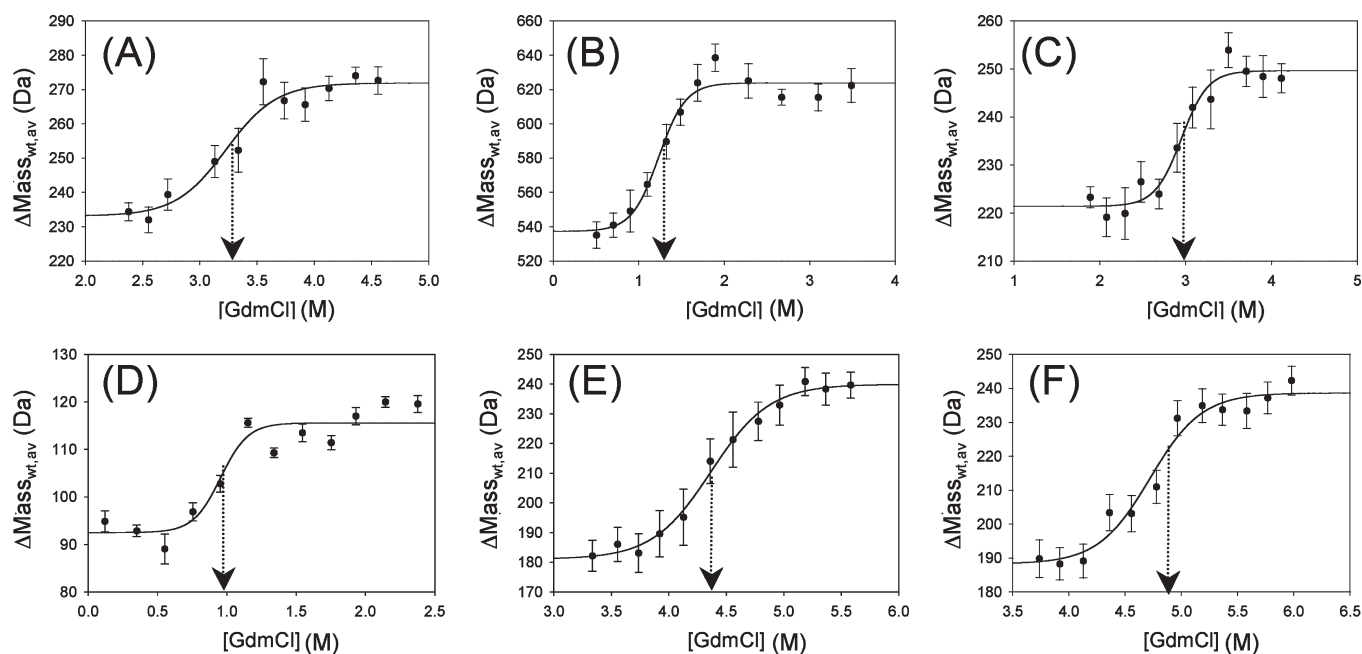 (A)
ΔMasswt,av (Da)
290
280
270
260
250
240
230
220
2.0 2.5 3.0 3.5 4.0 4.5 5.0
[GdmCl] (M)
(B)
ΔMasswt,av (Da)
660
640
620
600
580
560
540
520
0 1 2 3 4
[GdmCl] (M)
(C)
ΔMasswt,av (Da)
260
250
240
230
220
210
1 2 3 4 5
[GdmCl] (M)
(D)
ΔMasswt,av (Da)
130
120
110
100
90
80
0.0 0.5 1.0 1.5 2.0 2.5
[GdmCl] (M)
(E)
ΔMasswt,av (Da)
250
240
230
220
210
200
190
180
170
3.0 3.5 4.0 4.5 5.0 5.5 6.0
[GdmCl] (M)
(F)
ΔMasswt,av (Da)
250
240
230
220
210
200
190
180
3.5 4.0 4.5 5.0 5.5 6.0 6.5
[GdmCl] (M)